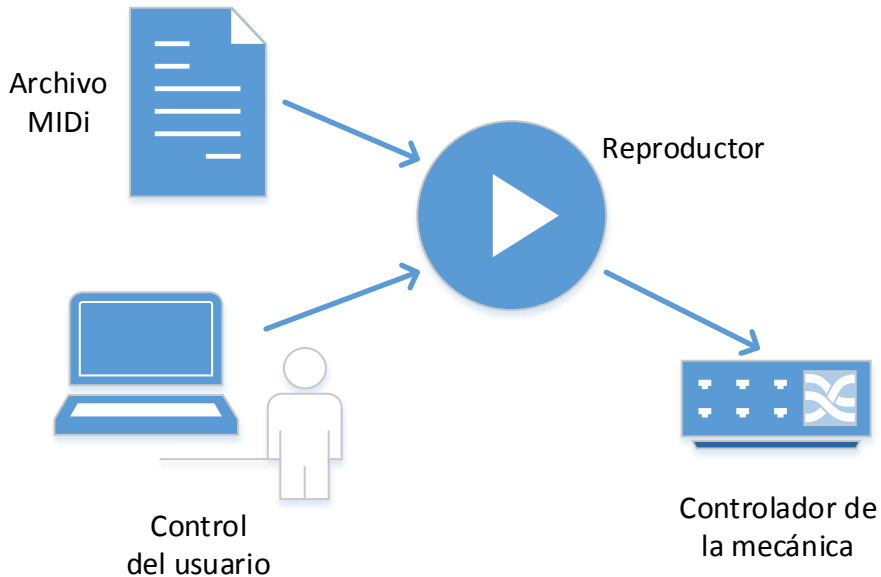 Archivo
MIDi
Reproductor
Control
del usuario
Controlador de
la mecánica